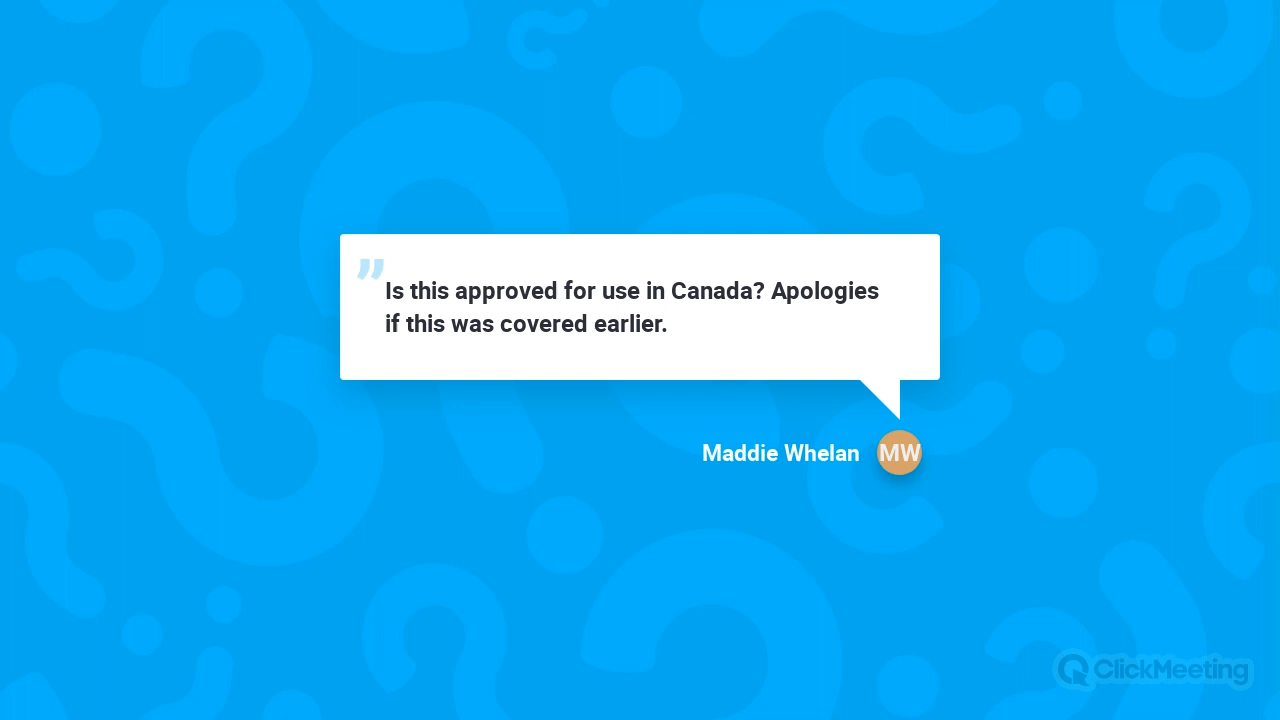 ”
Is this approved for use in Canada? Apologies
if this was covered earlier.
Maddie Whelan MW
ClickMeeting